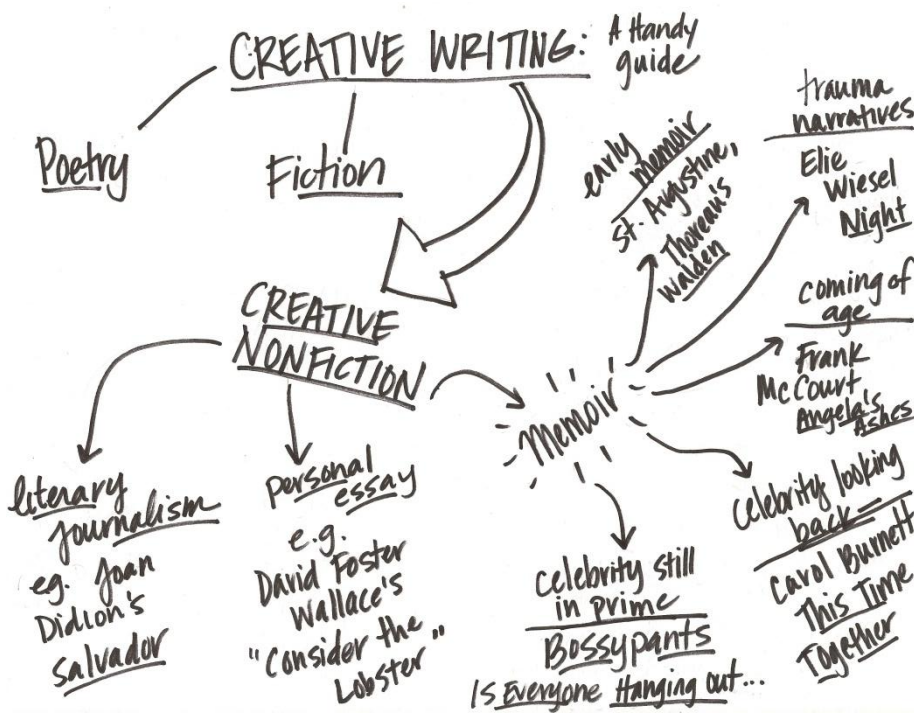 CREATIVE WRITING:
A Handy
guide
Poetry
Fiction
CREATIVE
NONFICTION
literary
journalism
eg. Joan
Didion's
Salvador
personal
essay
e.g.
David Foster
Wallace's
"Consider the
Lobster"
Memoir
early
memoir
St. Augustine,
Thoreau's
Walden
trauma
narratives
Elie
Wiesel
Night
coming of
age
Frank
McCourt
Angela's
Ashes
celebrity looking
back
Carol Burnett
This Time
Together
celebrity still
in prime
Bossypants
Is Everyone Hanging out...